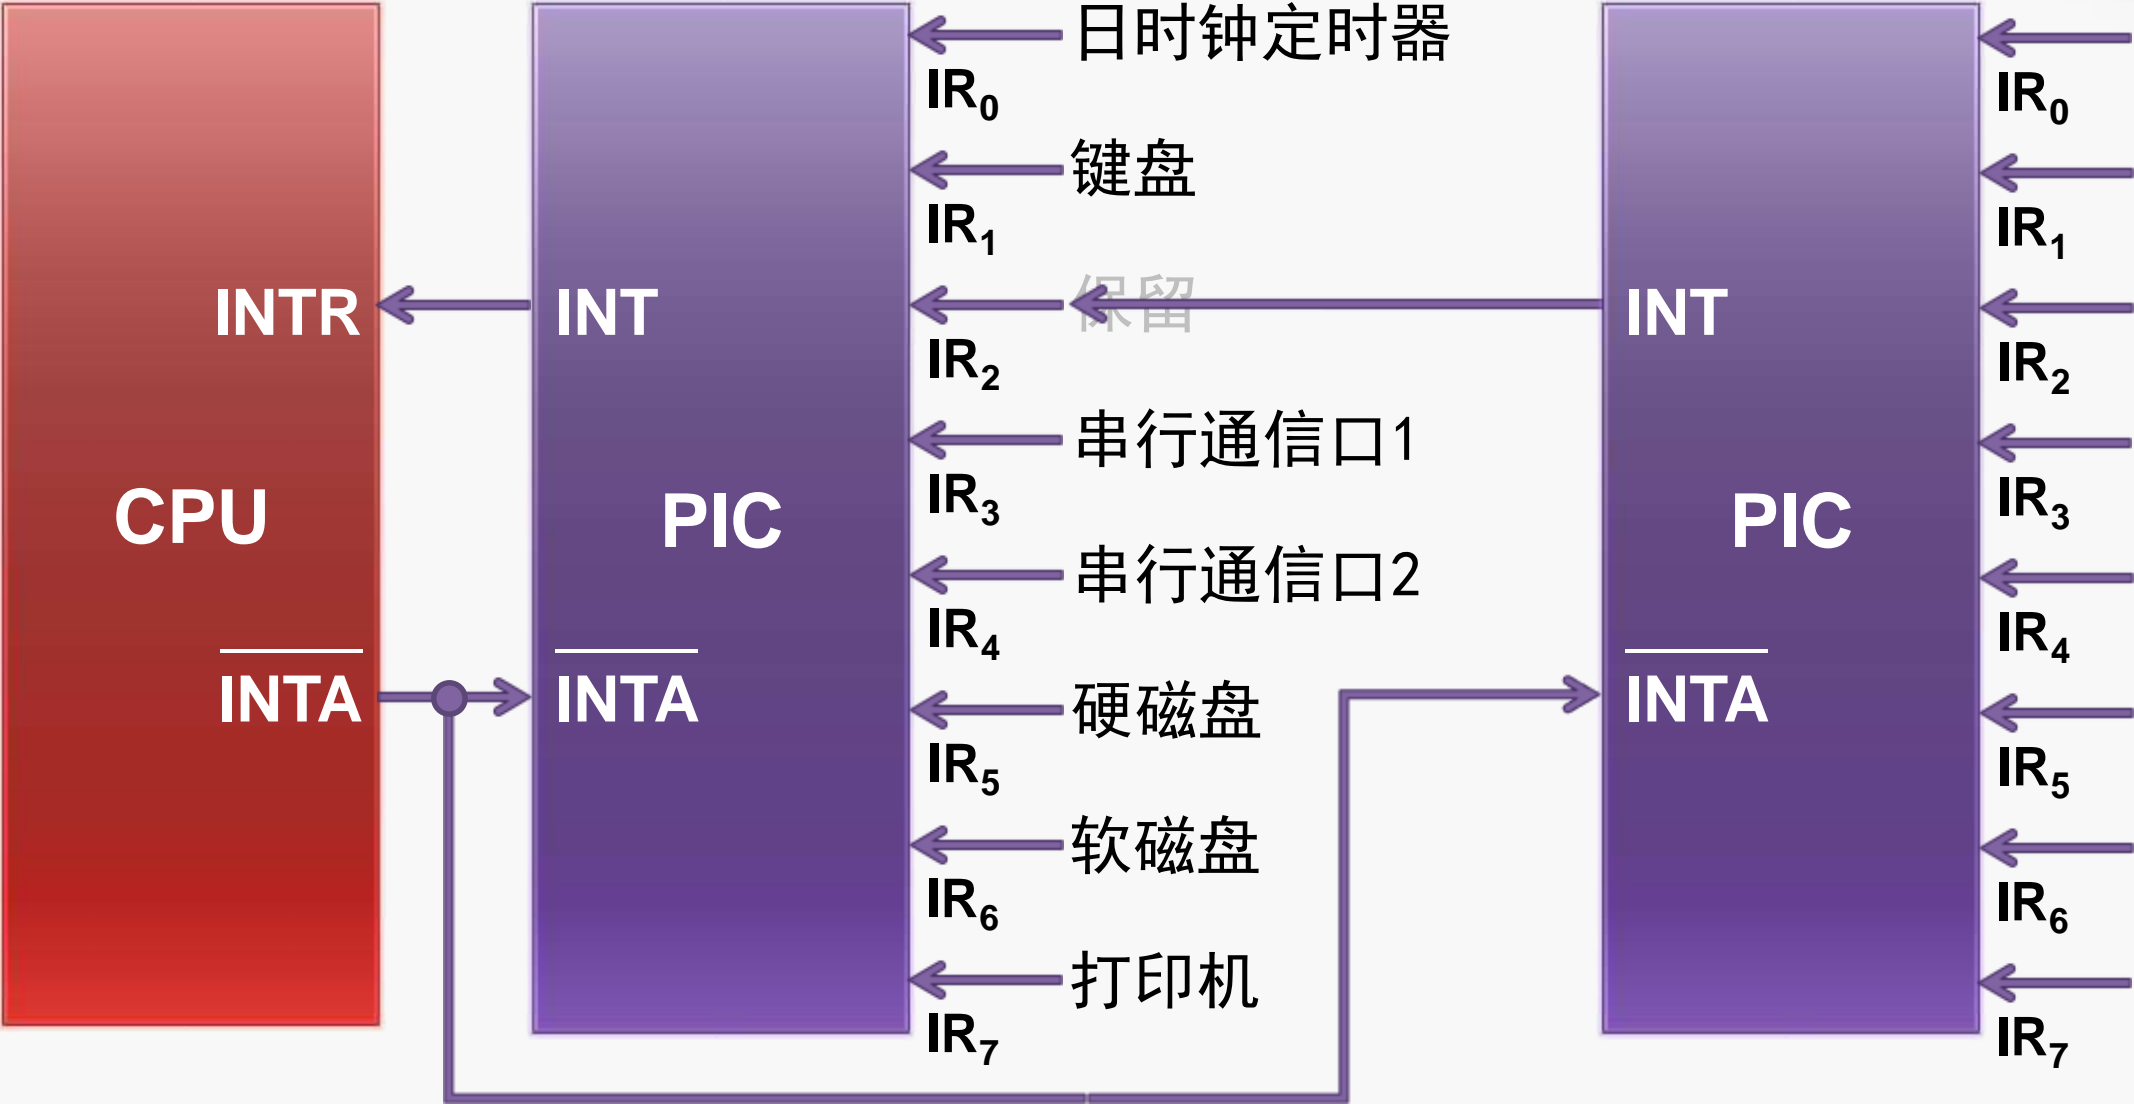 INTR
CPU
INTA
INT
PIC
INTA
日时钟定时器
IR0
键盘
IR1
保留
IR2
串行通信口1
IR3
串行通信口2
IR4
硬磁盘
IR5
软磁盘
IR6
打印机
IR7
INT
PIC
INTA
IR0
IR1
IR2
IR3
IR4
IR5
IR6
IR7